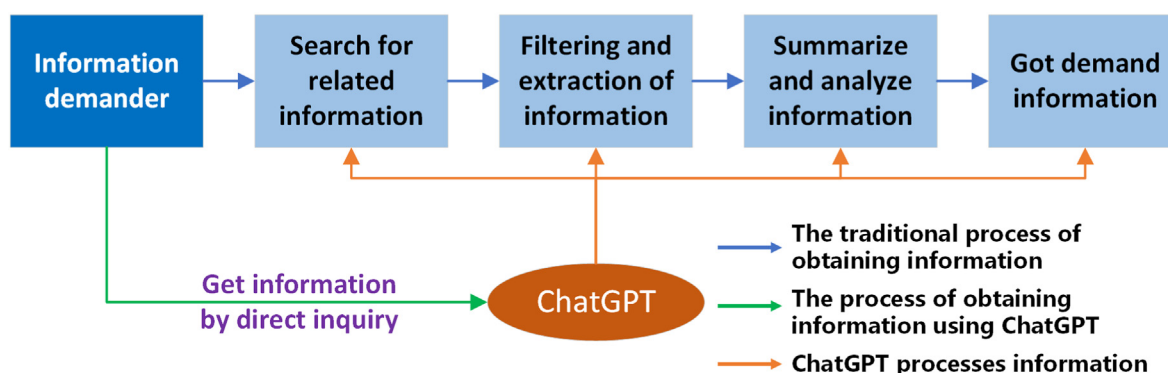 Information
demander
Search for
related
information
Filtering and
extraction of
information
Summarize
and analyze
information
Got demand
information
Get information
by direct inquiry
ChatGPT
The traditional process of
obtaining information
The process of obtaining
information using ChatGPT
ChatGPT processes information